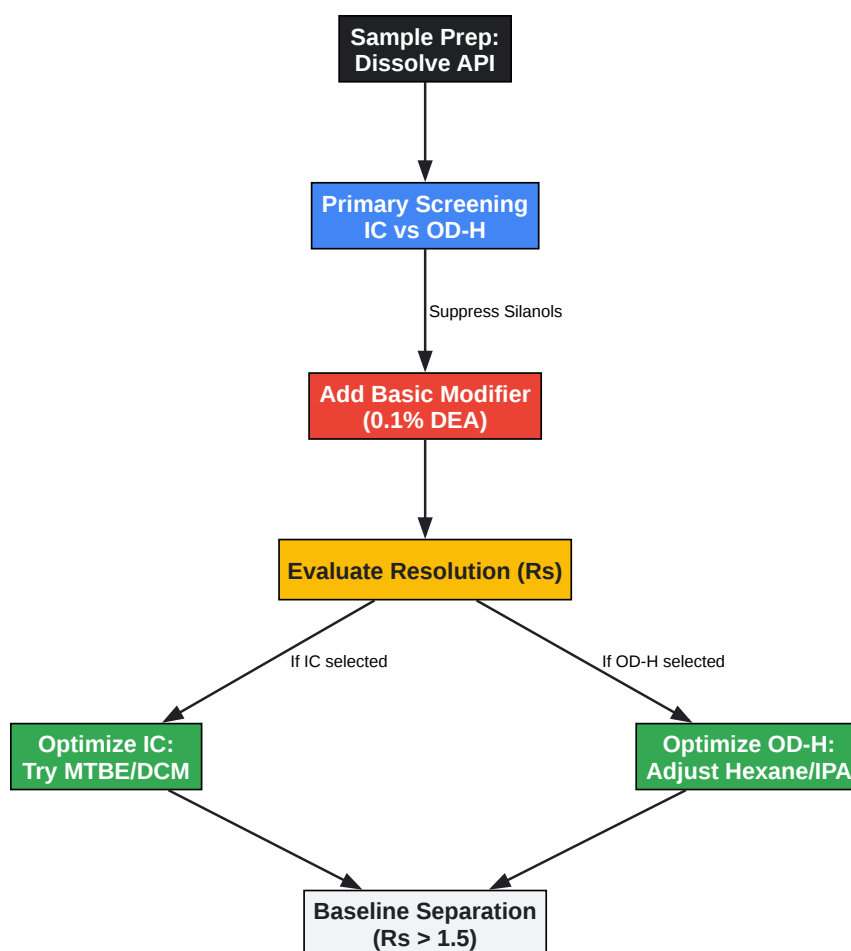 Sample Prep:
Dissolve API
Primary Screening
IC vs OD-H
Suppress Silanols
Add Basic Modifier
(0.1% DEA)
Evaluate Resolution (Rs)
If IC selected
If OD-H selected
Optimize IC:
Try MTBE/DCM
Optimize OD-H:
Adjust Hexane/IPA
Baseline Separation
(Rs > 1.5)